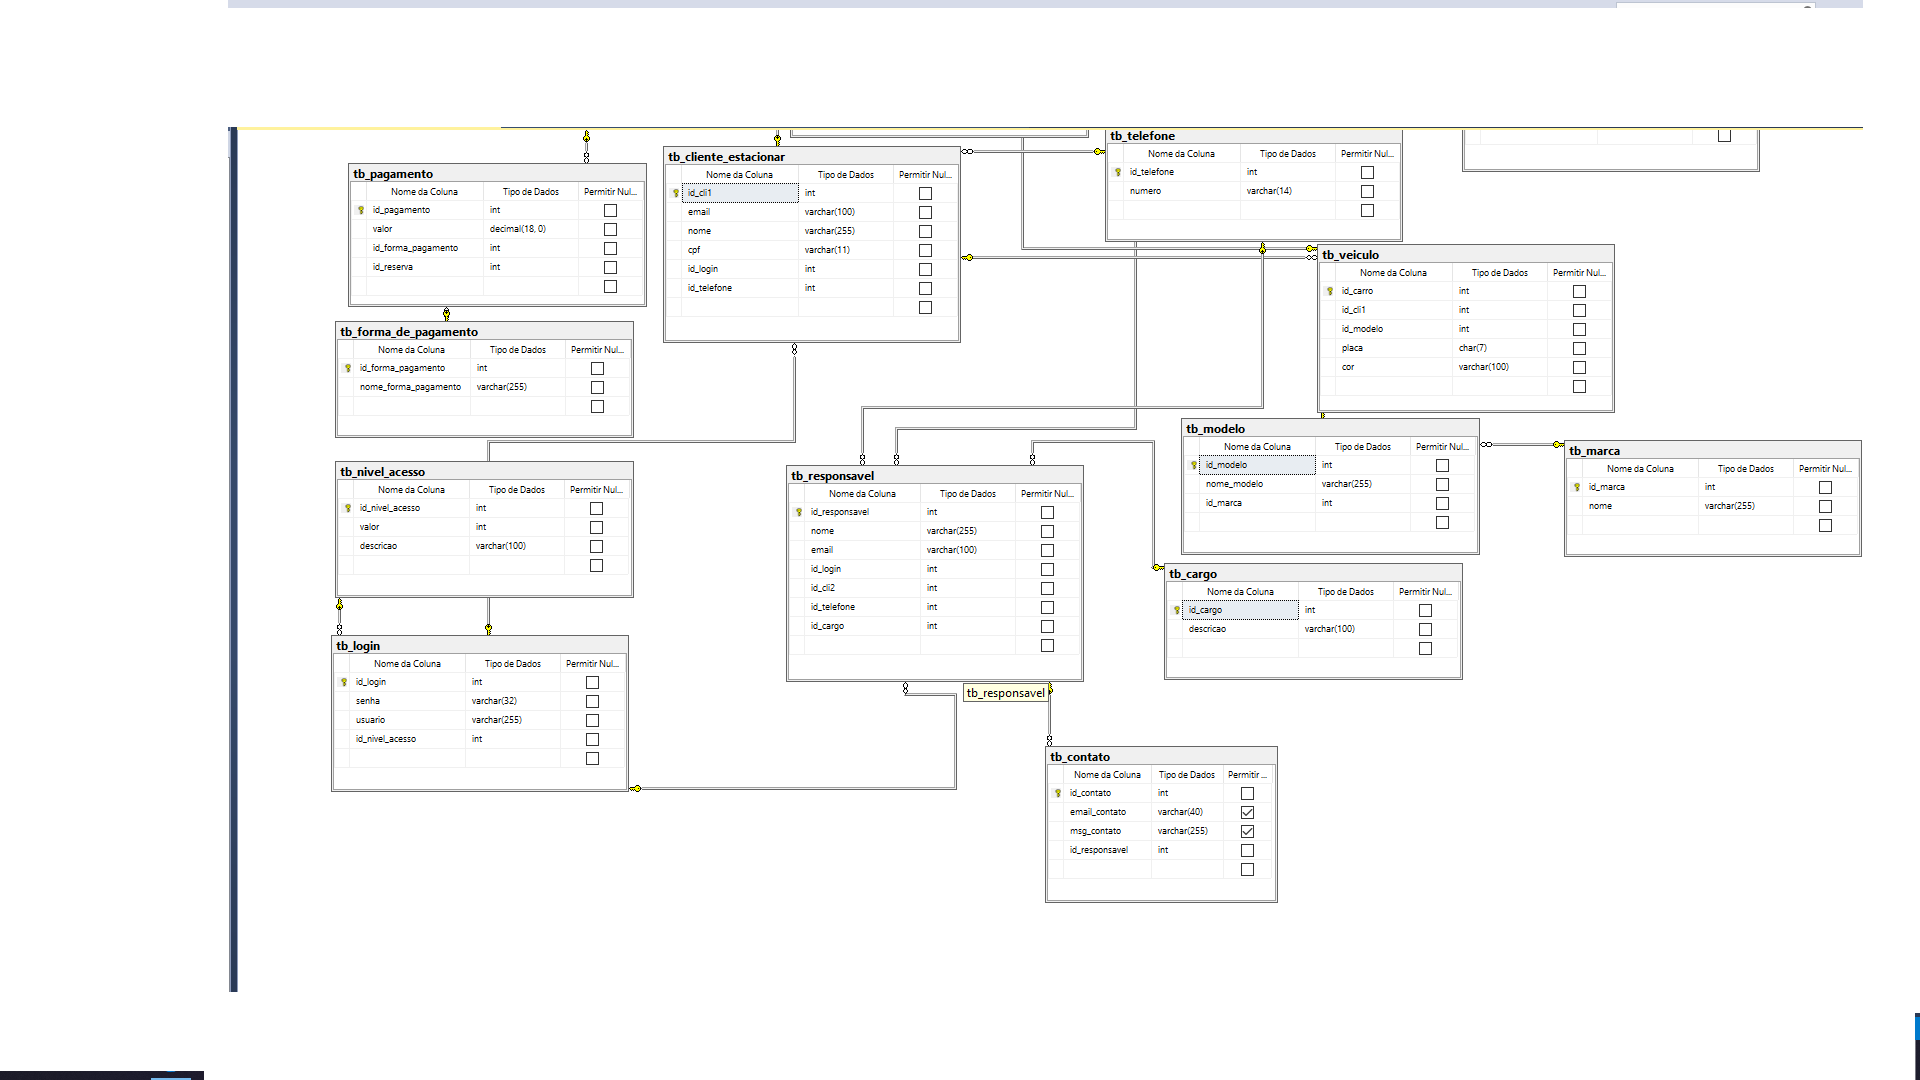 tb_telefone
Nome da Coluna Tipo de Dados Permitir Nul...
id_telefone int
numero varchar(14)
tb_cliente_estacionar
Nome da Coluna Tipo de Dados Permitir Nul...
id_cli1 int
email varchar(100)
nome varchar(255)
cpf varchar(11)
id_login int
id_telefone int
tb_pagamento
Nome da Coluna Tipo de Dados Permitir Nul...
id_pagamento int
valor decimal(18, 0)
id_forma_pagamento int
id_reserva int
tb_veiculo
Nome da Coluna Tipo de Dados Permitir Nul...
id_carro int
id_cli1 int
id_modelo int
placa char(7)
cor varchar(100)
tb_forma_de_pagamento
Nome da Coluna Tipo de Dados Permitir Nul...
id_forma_pagamento int
nome_forma_pagamento varchar(255)
tb_modelo
Nome da Coluna Tipo de Dados Permitir Nul...
id_modelo int
nome_modelo varchar(255)
id_marca int
tb_marca
Nome da Coluna Tipo de Dados Permitir Nul...
id_marca int
nome varchar(255)
tb_nivel_acesso
Nome da Coluna Tipo de Dados Permitir Nul...
id_nivel_acesso int
valor int
descricao varchar(100)
tb_responsavel
Nome da Coluna Tipo de Dados Permitir Nul...
id_responsavel int
nome varchar(255)
email varchar(100)
id_login int
id_cli2 int
id_telefone int
id_cargo int
tb_cargo
Nome da Coluna Tipo de Dados Permitir Nul...
id_cargo int
descricao varchar(100)
tb_login
Nome da Coluna Tipo de Dados Permitir Nul...
id_login int
senha varchar(32)
usuario varchar(255)
id_nivel_acesso int
tb_responsavel
tb_contato
Nome da Coluna Tipo de Dados Permitir ...
id_contato int
email_contato varchar(40)
msg_contato varchar(255)
id_responsavel int